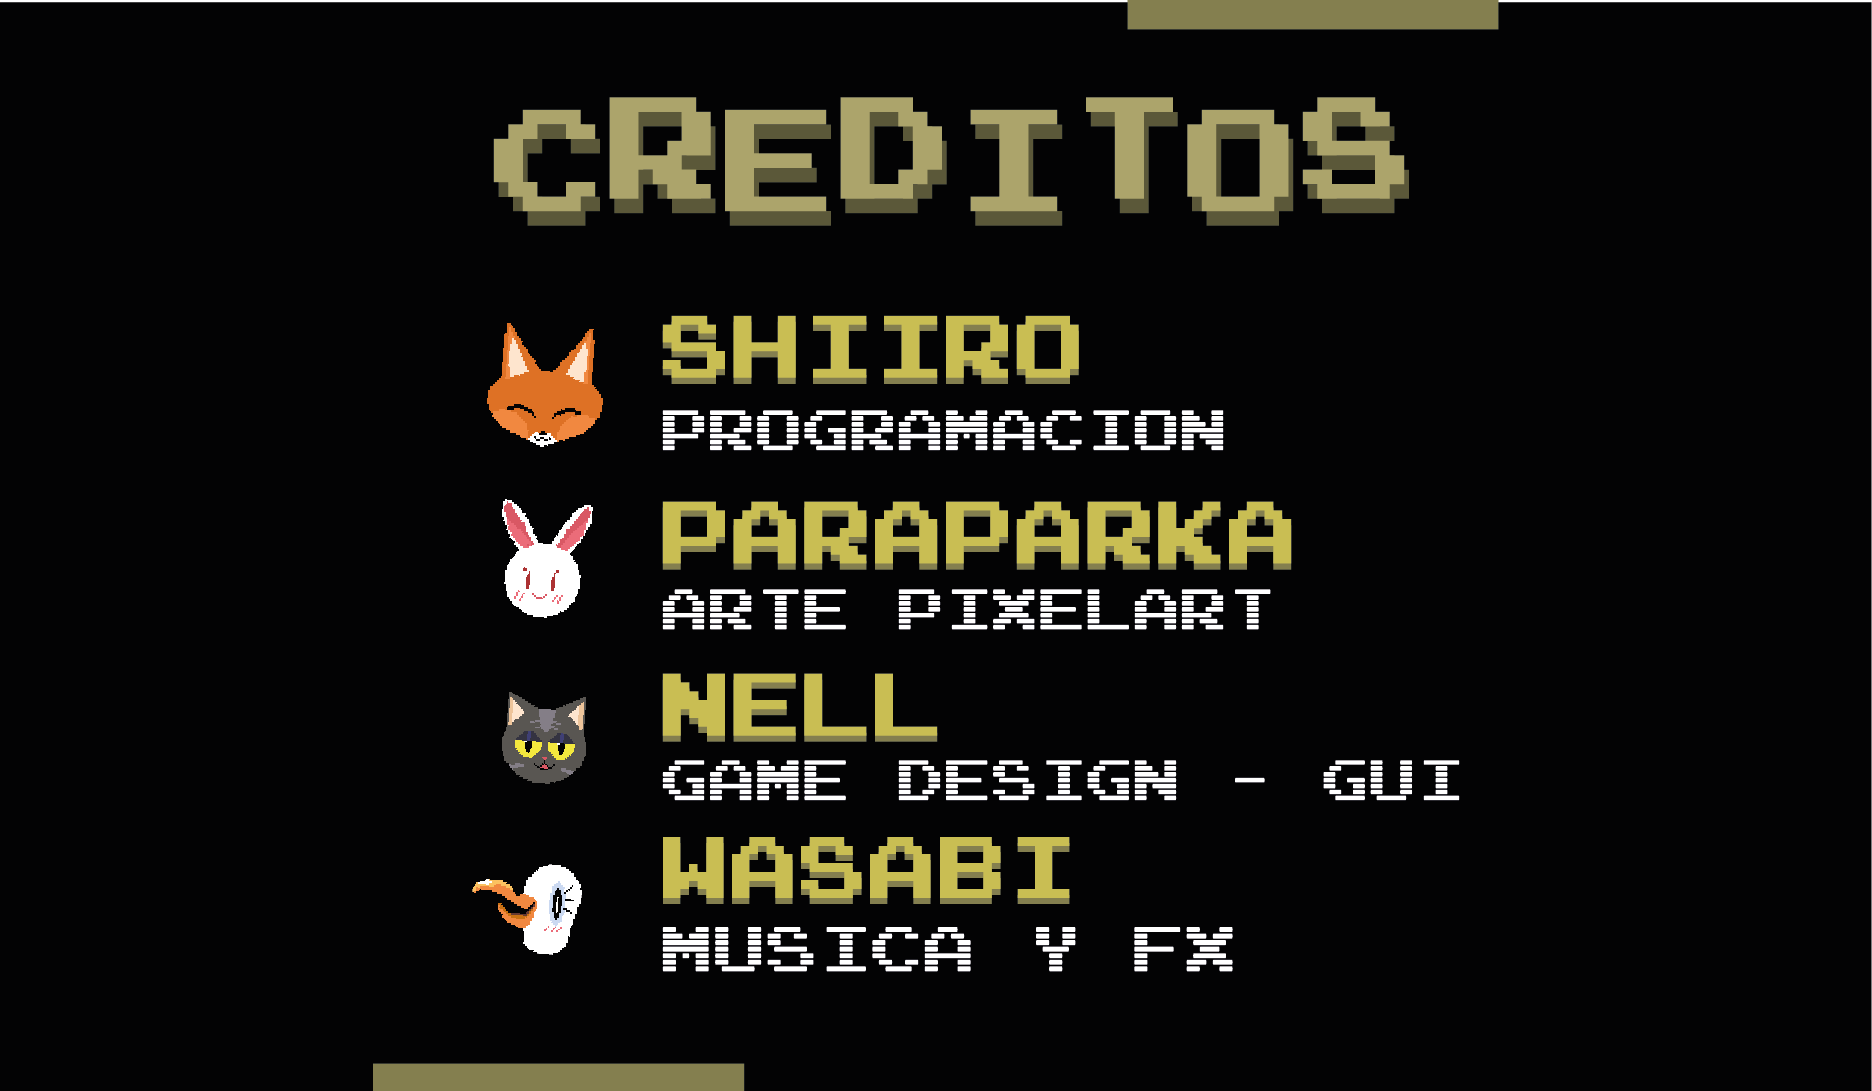 CREDITOS
SHIIRO
PROGRAMACION
PARAPARKA
ARTE PIXELART
NELL
GAME DESIGN - GUI
WASABI
MUSICA Y FX